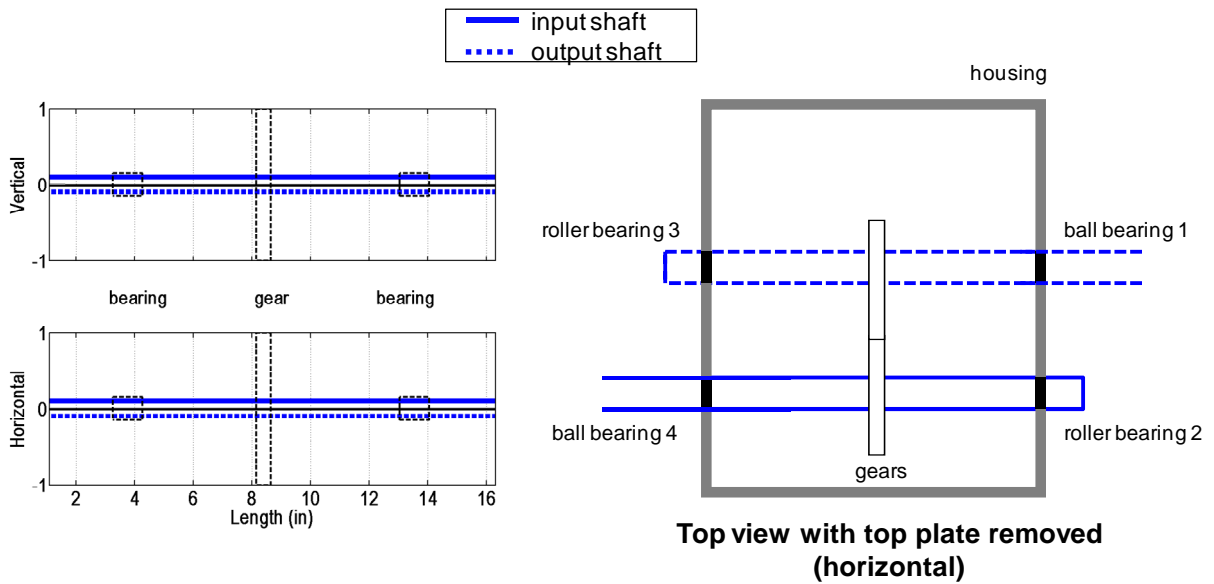 input shaft
output shaft
1
0
-1
Vertical
bearing
gear
bearing
1
0
-1
Horizontal
2
4
6
8
10
12
14
16
Length (in)
housing
roller bearing 3
ball bearing 1
ball bearing 4
roller bearing 2
gears
Top view with top plate removed
(horizontal)